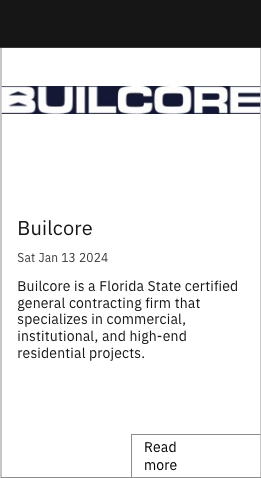 BUILCORE
Builcore
Sat Jan 13 2024
Builcore is a Florida State certified
general contracting firm that
specializes in commercial,
institutional, and high-end
residential projects.
Read
more